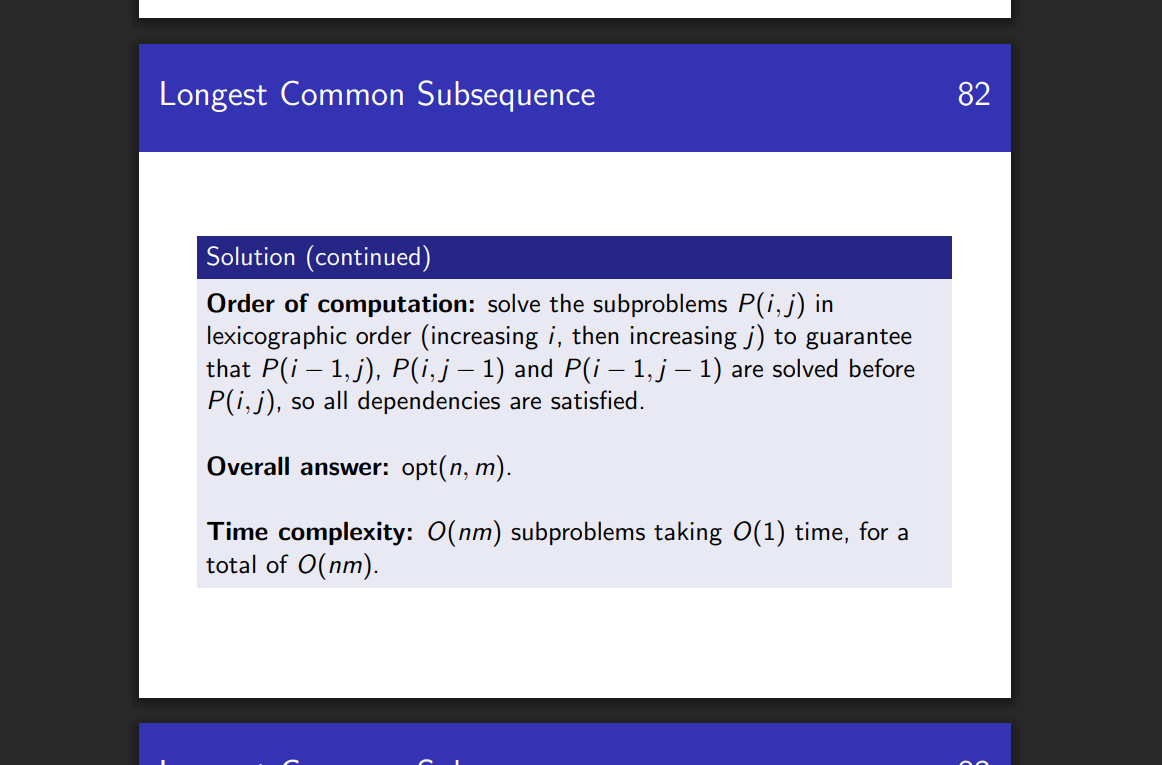 Longest Common Subsequence 82
Solution (continued)
Order of computation: solve the subproblems P(i, j) in
lexicographic order (increasing i, then increasing j) to guarantee
that P(i − 1, j), P(i, j − 1) and P(i − 1, j − 1) are solved before
P(i, j), so all dependencies are satisfied.
Overall answer: opt(n, m).
Time complexity: O(nm) subproblems taking O(1) time, for a
total of O(nm).